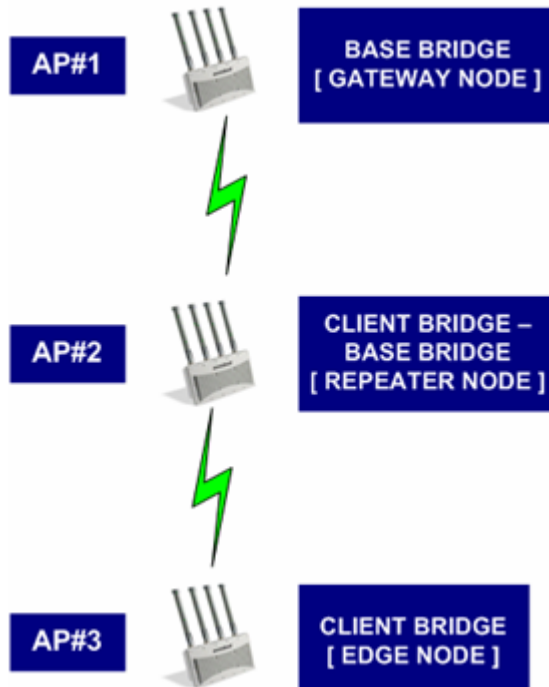 AP#1
BASE BRIDGE
[ GATEWAY NODE ]
AP#2
CLIENT BRIDGE –
BASE BRIDGE
[ REPEATER NODE ]
AP#3
CLIENT BRIDGE
[ EDGE NODE ]